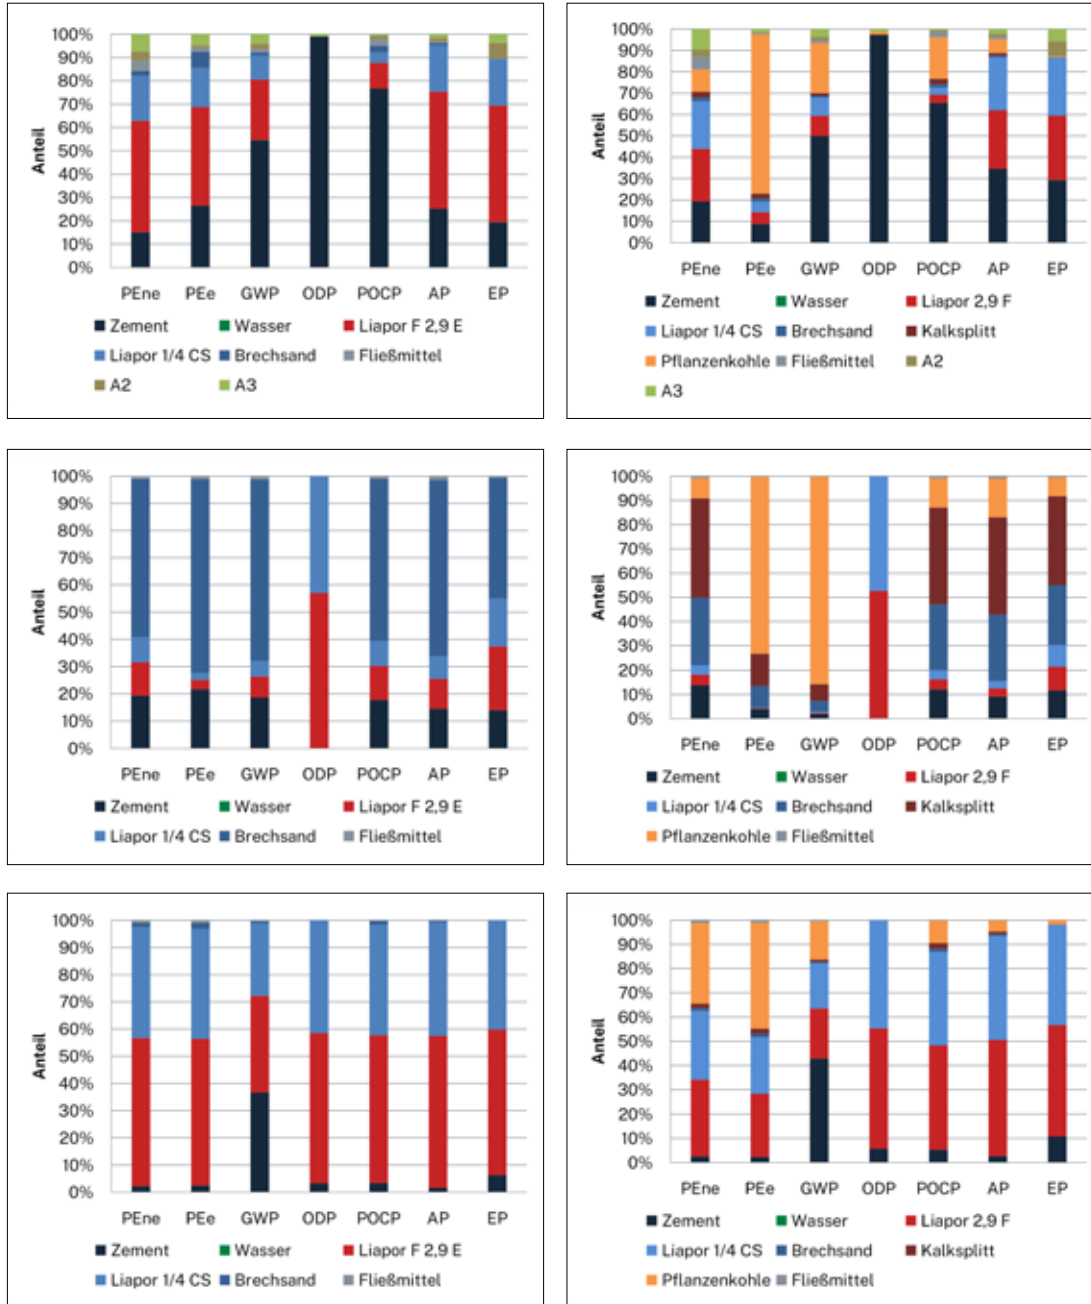 100%
90%
80%
70%
60%
50%
40%
30%
20%
10%
0%
Anteil
PEne PEe GWP ODP POCP AP EP
Zement Wasser Liapor F 2,9 E
Liapor 1/4 CS Brechsand Fließmittel
A2 A3
100%
90%
80%
70%
60%
50%
40%
30%
20%
10%
0%
Anteil
PEne PEe GWP ODP POCP AP EP
Zement Wasser Liapor 2,9 F
Liapor 1/4 CS Brechsand Kalksplitt
Pflanzenkohle Fließmittel A2
A3
100%
90%
80%
70%
60%
50%
40%
30%
20%
10%
0%
Anteil
PEne PEe GWP ODP POCP AP EP
Zement Wasser Liapor F 2,9 E
Liapor 1/4 CS Brechsand Fließmittel
100%
90%
80%
70%
60%
50%
40%
30%
20%
10%
0%
Anteil
PEne PEe GWP ODP POCP AP EP
Zement Wasser Liapor 2,9 F
Liapor 1/4 CS Brechsand Kalksplitt
Pflanzenkohle Fließmittel
100%
90%
80%
70%
60%
50%
40%
30%
20%
10%
0%
Anteil
PEne PEe GWP ODP POCP AP EP
Zement Wasser Liapor F 2,9 E
Liapor 1/4 CS Brechsand Fließmittel
100%
90%
80%
70%
60%
50%
40%
30%
20%
10%
0%
Anteil
PEne PEe GWP ODP POCP AP EP
Zement Wasser Liapor 2,9 F
Liapor 1/4 CS Brechsand Kalksplitt
Pflanzenkohle Fließmittel